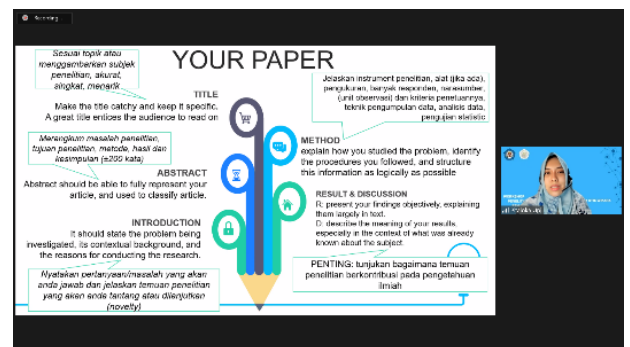 Recording
YOUR PAPER
Sesuai topik atau
menggambarkan subjek
penelitian, akurat,
singkat, menarik
TITLE
Make the title catchy and keep it specific.
A great title entices the audience to read on
Merangkum masalah penelitian,
tujuan penelitian, metode, hasil dan
kesimpulan (±200 kata)
ABSTRACT
Abstract should be able to fully represent your
article, and used to classify article.
INTRODUCTION
It should state the problem being
investigated, its contextual background, and
the reasons for conducting the research.
Nyatakan pertanyaan/masalah yang akan
anda jawab dan jelaskan temuan penelitian
yang akan anda tantang atau dilanjutkan
(novelty)
Jelaskan instrument penelitian, alat (jika ada),
pengukuran, banyak responden, narasumber,
(unit observasi) dan kriteria penetuannya,
teknik pengumpulan data, analisis data,
pengujian statistic
METHOD
explain how you studied the problem, identify
the procedures you followed, and structure
this information as logically as possible
RESULT & DISCUSSION
R: present your findings objectively, explaining
them largely in text.
D: describe the meaning of your results,
especially in the context of what was already
known about the subject.
PENTING: tunjukan bagaimana temuan
penelitian berkontribusi pada pengetahuan
ilmiah